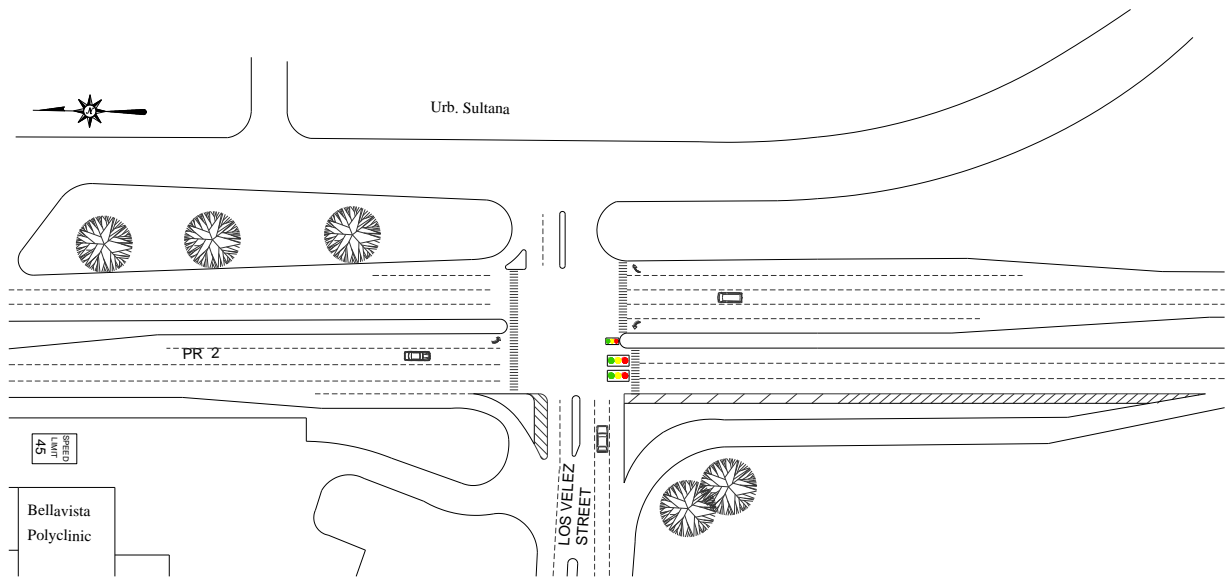 Urb. Sultana
N
PR 2
SPEED
LIMIT
45
LOS VELEZ
STREET
Bellavista
Polyclinic